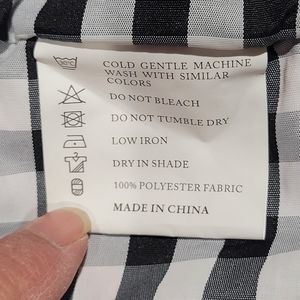 COLD GENTLE MACHINE
WASH WITH SIMILAR
COLORS
DO NOT BLEACH
DO NOT TUMBLE DRY
LOW IRON
DRY IN SHADE
100% POLYESTER FABRIC
MADE IN CHINA